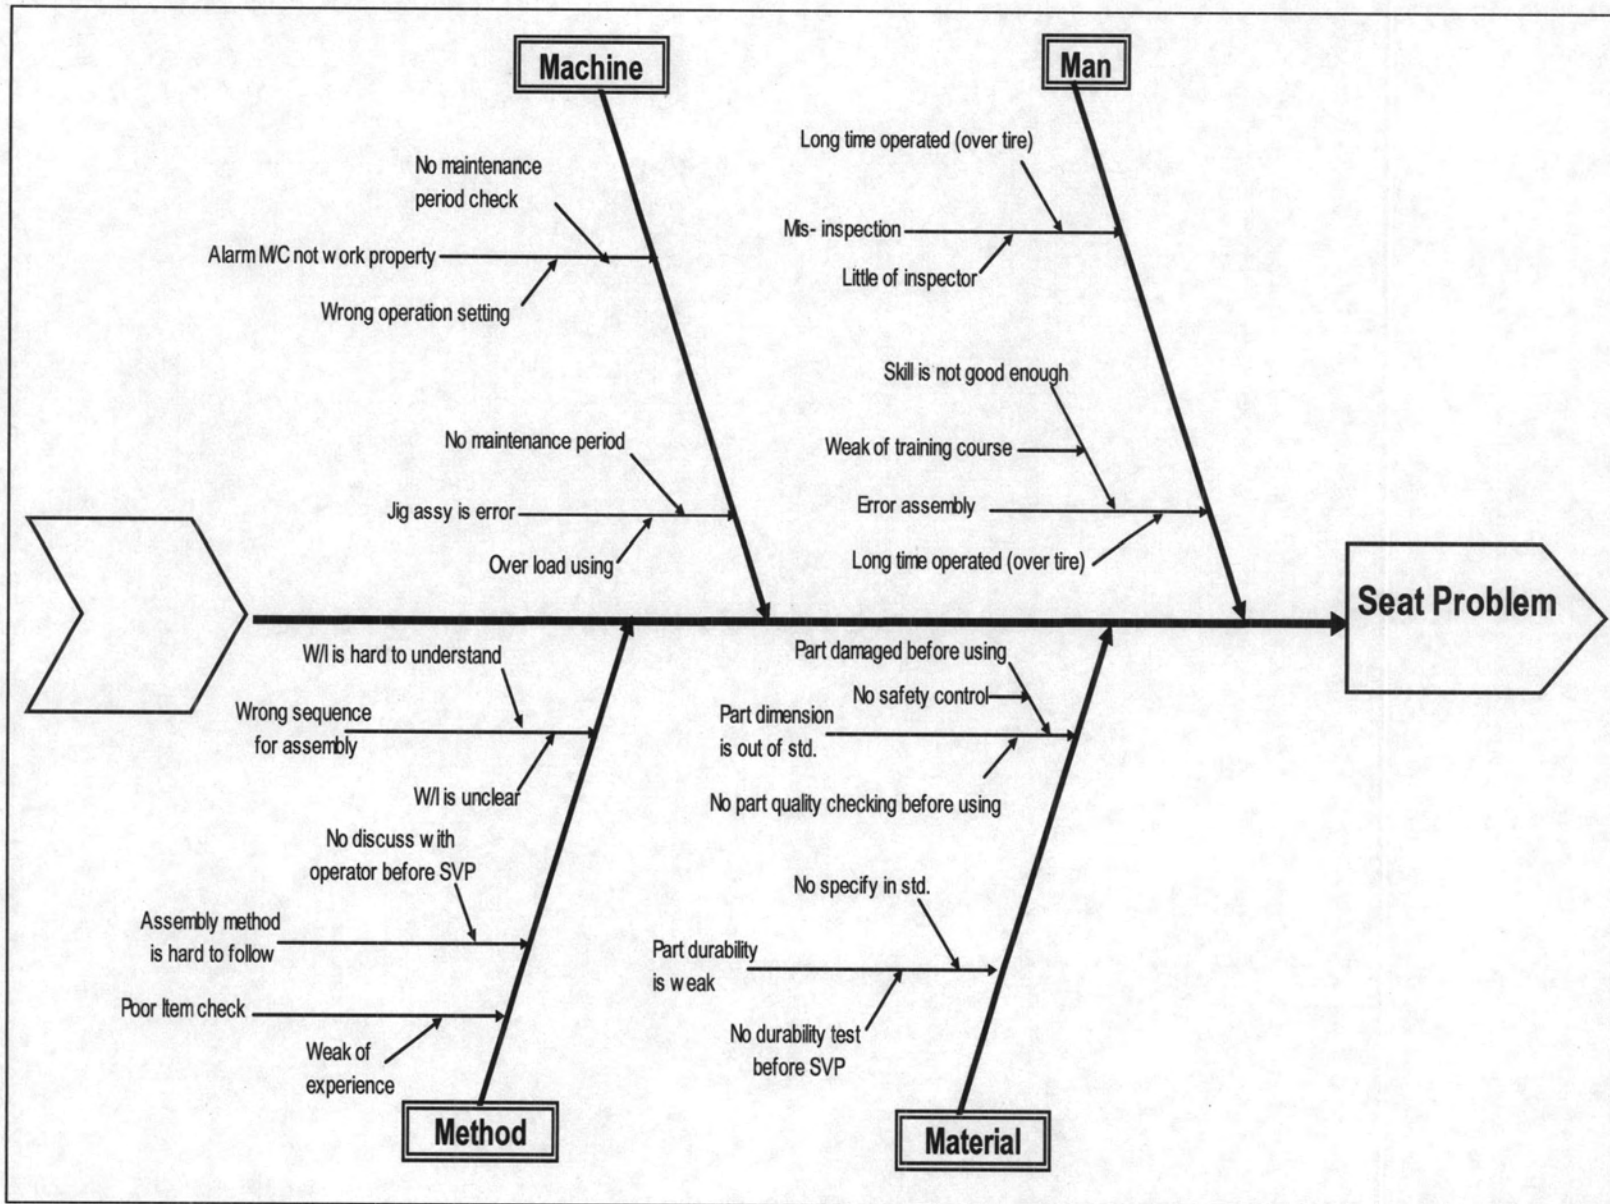 Machine
Man
Long time operated (over tire)
No maintenance
period check
Mis- inspection
Alarm M/C not work property
Little of inspector
Wrong operation setting
Skill is not good enough
No maintenance period
Weak of training course
Jig assy is error
Error assembly
Over load using
Long time operated (over tire)
Seat Problem
W/I is hard to understand
Part damaged before using
No safety control
Wrong sequence
for assembly
Part dimension
is out of std.
W/I is unclear
No part quality checking before using
No discuss with
operator before SVP
No specify in std.
Assembly method
is hard to follow
Part durability
is weak
Poor Item check
No durability test
before SVP
Weak of
experience
Method
Material